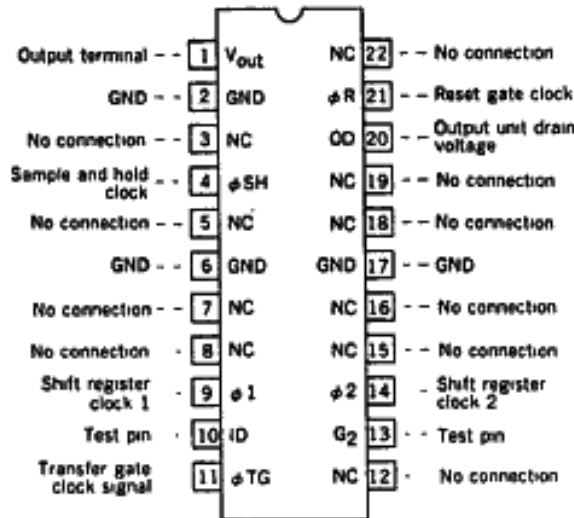 Output terminal -- 1 Vout NC 22 -- No connection
GND -- 2 GND φR 21 -- Reset gate clock
No connection -- 3 NC OD 20 -- Output unit drain
voltage
Sample and hold
clock 4 φSH NC 19 -- No connection
No connection -- 5 NC NC 18 -- No connection
GND -- 6 GND GND 17 -- GND
No connection -- 7 NC NC 16 -- No connection
No connection 8 NC NC 15 -- No connection
Shift register
clock 1 9 φ1 φ2 14 Shift register
clock 2
Test pin 10 ID G2 13 Test pin
Transfer gate
clock signal 11 φTG NC 12 No connection